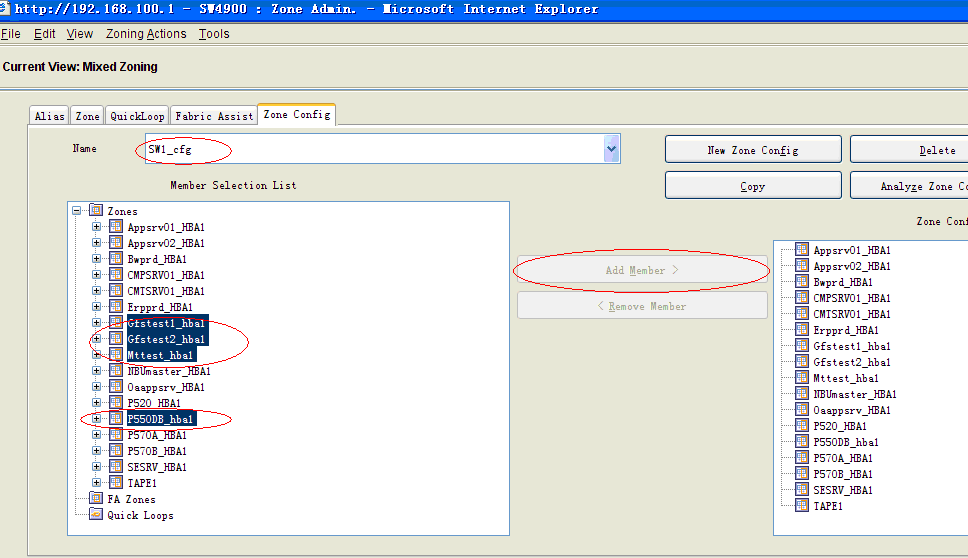 http://192.168.100.1 - SW4900 : Zone Admin. - Microsoft Internet Explorer
File Edit View Zoning Actions Tools
Current View: Mixed Zoning
Alias Zone QuickLoop Fabric Assist Zone Config
Name SW1_cfg New Zone Config Delete
Copy Analyze Zone Co
Member Selection List
Zone Conf
Zones
Appsrv01_HBA1
Appsrv02_HBA1
Bwprd_HBA1
CMPSRV01_HBA1
CMTSRV01_HBA1
Erpprd_HBA1
Gfstest1_hba1
Gfstest2_hba1
Mttest_hba1
NBUmaster_HBA1
Oaappsrv_HBA1
P520_HBA1
P550DB_hba1
P570A_HBA1
P570B_HBA1
SESRV_HBA1
TAPE1
FA Zones
Quick Loops
Add Member >
< Remove Member
Appsrv01_HBA1
Appsrv02_HBA1
Bwprd_HBA1
CMPSRV01_HBA1
CMTSRV01_HBA1
Erpprd_HBA1
Gfstest1_hba1
Gfstest2_hba1
Mttest_hba1
NBUmaster_HBA1
Oaappsrv_HBA1
P520_HBA1
P550DB_hba1
P570A_HBA1
P570B_HBA1
SESRV_HBA1
TAPE1